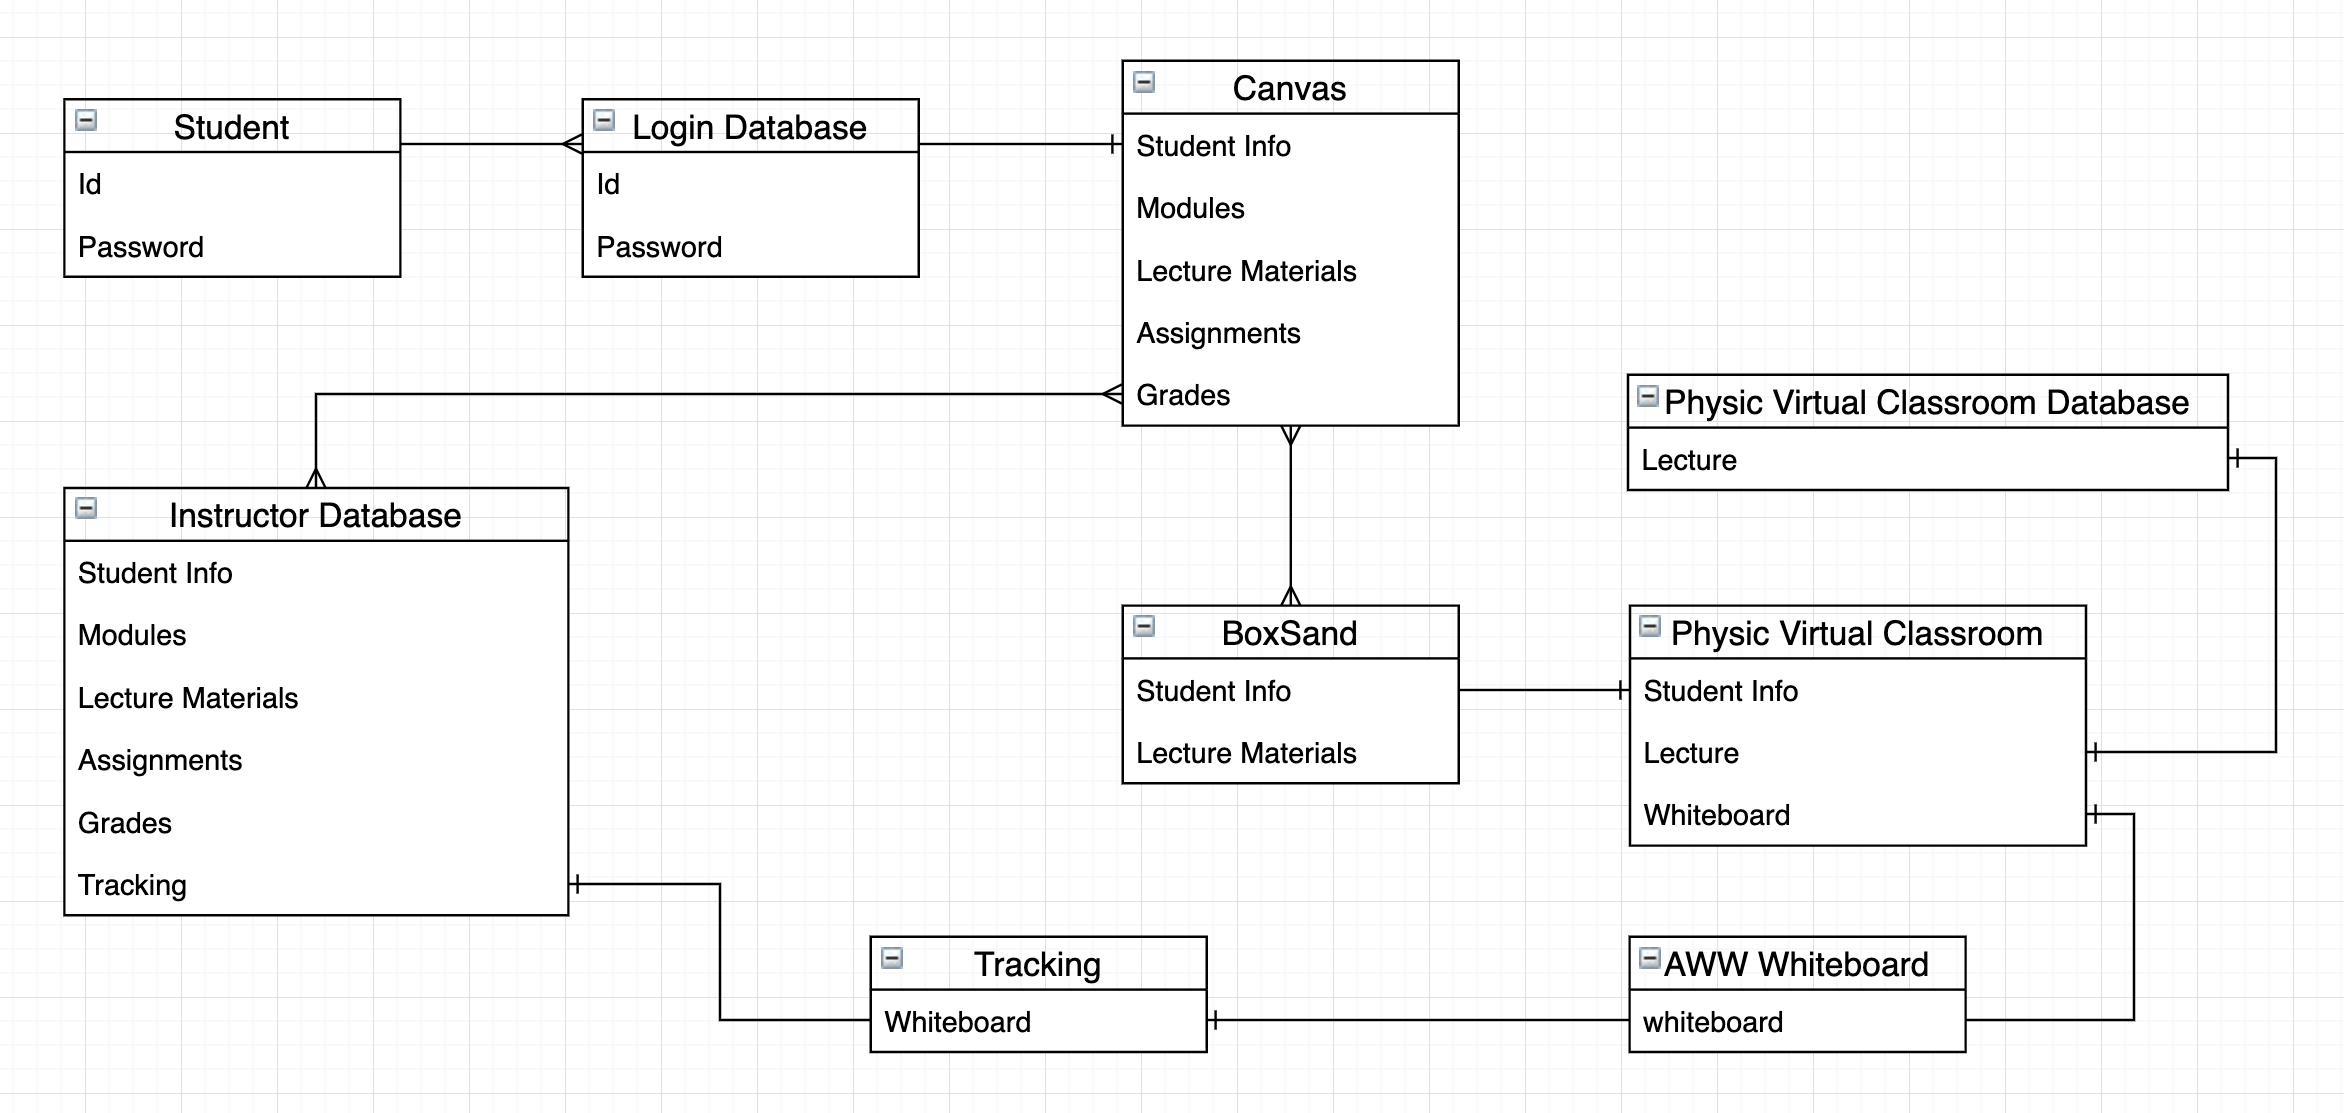 Student
Id
Password
Login Database
Id
Password
Canvas
Student Info
Modules
Lecture Materials
Assignments
Grades
Physic Virtual Classroom Database
Lecture
Instructor Database
Student Info
Modules
Lecture Materials
Assignments
Grades
Tracking
BoxSand
Student Info
Lecture Materials
Physic Virtual Classroom
Student Info
Lecture
Whiteboard
Tracking
Whiteboard
AWW Whiteboard
whiteboard